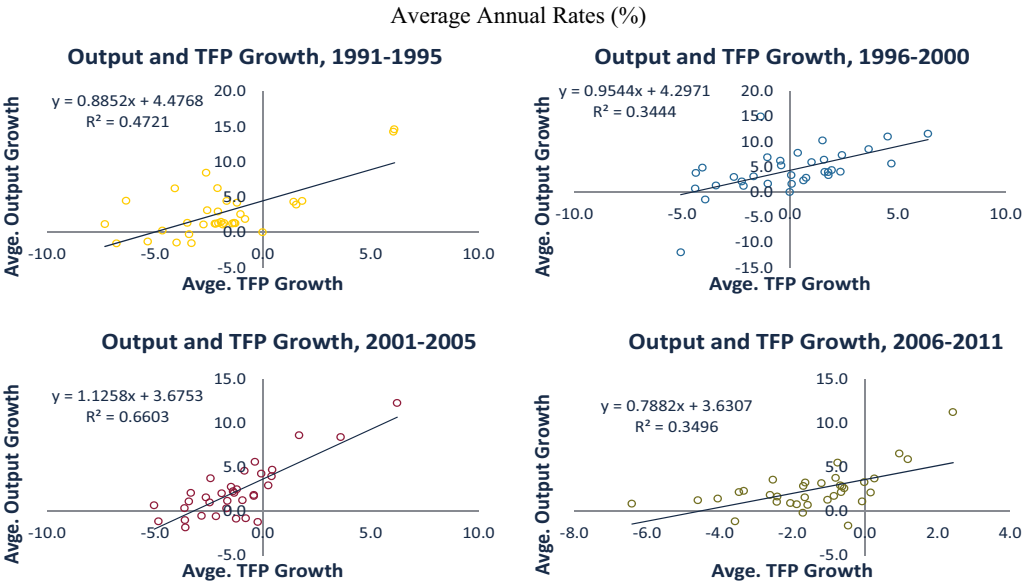 Average Annual Rates (%)
Output and TFP Growth, 1991-1995
y = 0.8852x + 4.4768
R² = 0.4721
Avge. Output Growth
20.0
15.0
10.0
5.0
0.0
-5.0
-10.0
-5.0
0.0
5.0
10.0
Avge. TFP Growth
Output and TFP Growth, 1996-2000
y = 0.9544x + 4.2971
R² = 0.3444
Avge. Output Growth
20.0
15.0
10.0
5.0
0.0
-5.0
-10.0
-15.0
-10.0
-5.0
0.0
5.0
10.0
Avge. TFP Growth
Output and TFP Growth, 2001-2005
y = 1.1258x + 3.6753
R² = 0.6603
Avge. Output Growth
15.0
10.0
5.0
0.0
-5.0
-10.0
-5.0
0.0
5.0
10.0
Avge. TFP Growth
Output and TFP Growth, 2006-2011
y = 0.7882x + 3.6307
R² = 0.3496
Avge. Output Growth
15.0
10.0
5.0
0.0
-5.0
-8.0
-6.0
-4.0
-2.0
0.0
2.0
4.0
Avge. TFP Growth